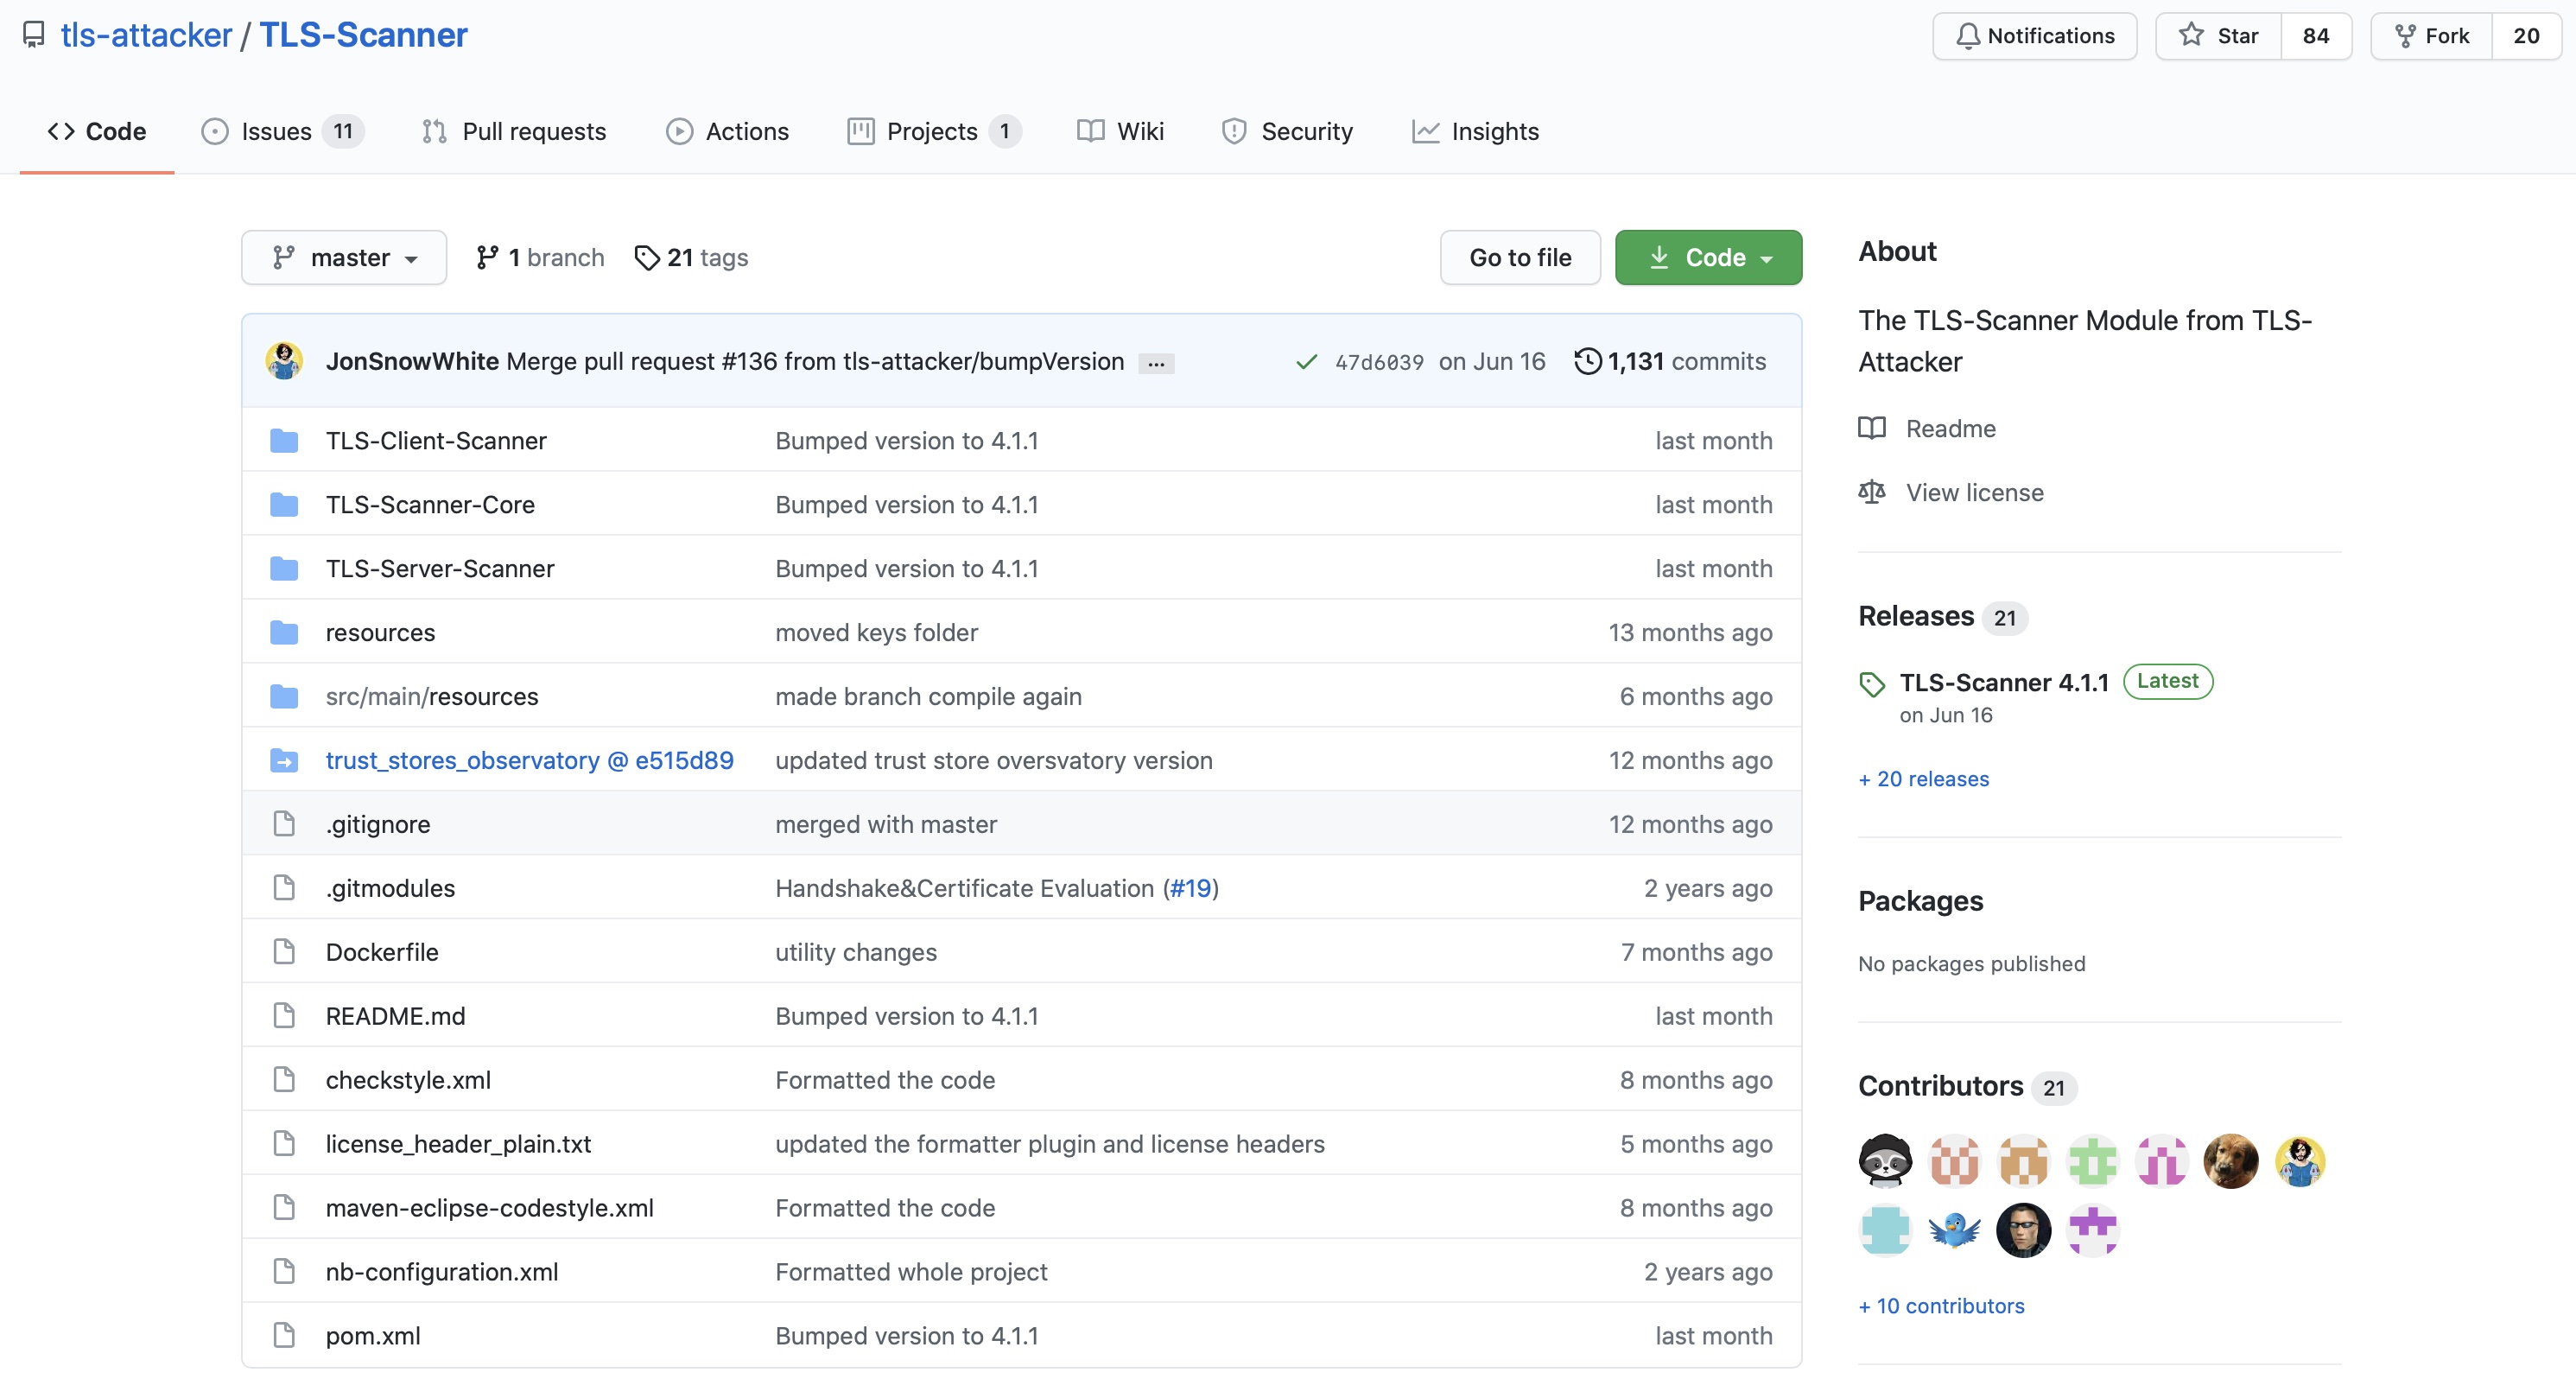 tls-attacker / TLS-Scanner
Notifications
Star 84
Fork 20
Code
Issues 11
Pull requests
Actions
Projects 1
Wiki
Security
Insights
master
1 branch
21 tags
Go to file
Code
JonSnowWhite Merge pull request #136 from tls-attacker/bumpVersion ... 47d6039 on Jun 16 1,131 commits
TLS-Client-Scanner Bumped version to 4.1.1 last month
TLS-Scanner-Core Bumped version to 4.1.1 last month
TLS-Server-Scanner Bumped version to 4.1.1 last month
resources moved keys folder 13 months ago
src/main/resources made branch compile again 6 months ago
trust_stores_observatory @ e515d89 updated trust store oversvatory version 12 months ago
.gitignore merged with master 12 months ago
.gitmodules Handshake&Certificate Evaluation (#19) 2 years ago
Dockerfile utility changes 7 months ago
README.md Bumped version to 4.1.1 last month
checkstyle.xml Formatted the code 8 months ago
license_header_plain.txt updated the formatter plugin and license headers 5 months ago
maven-eclipse-codestyle.xml Formatted the code 8 months ago
nb-configuration.xml Formatted whole project 2 years ago
pom.xml Bumped version to 4.1.1 last month
About
The TLS-Scanner Module from TLS-
Attacker
Readme
View license
Releases 21
TLS-Scanner 4.1.1 Latest
on Jun 16
+ 20 releases
Packages
No packages published
Contributors 21
+ 10 contributors